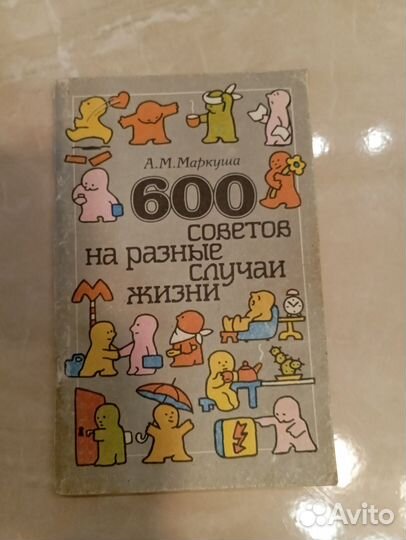 А.М.Маркуша
600
советов
на разные
случаи
жизни
М
Avito